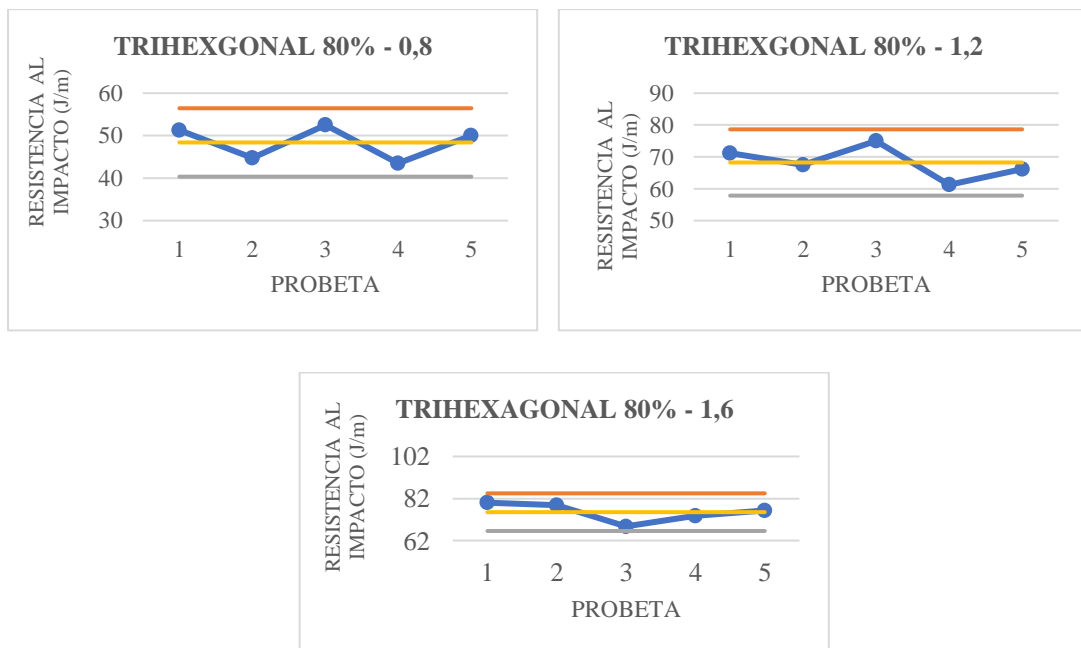 TRIHEXGONAL 80% - 0,8
RESISTENCIA AL
IMPACTO (J/m)
60
50
40
30
1 2 3 4 5
PROBETA
TRIHEXGONAL 80% - 1,2
RESISTENCIA AL
IMPACTO (J/m)
90
80
70
60
50
1 2 3 4 5
PROBETA
TRIHEXAGONAL 80% - 1,6
RESISTENCIA AL
IMPACTO (J/m)
102
82
62
1 2 3 4 5
PROBETA